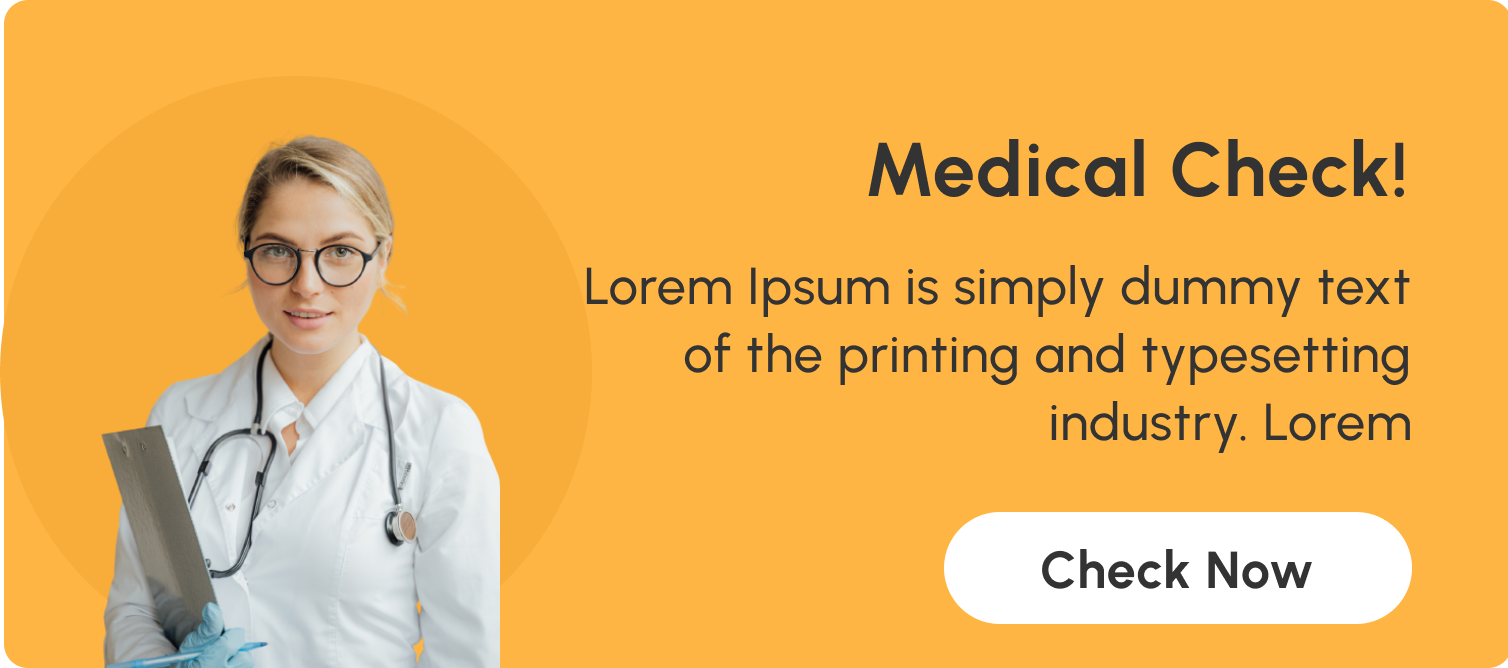 Medical Check!
Lorem Ipsum is simply dummy text
of the printing and typesetting
industry. Lorem
Check Now